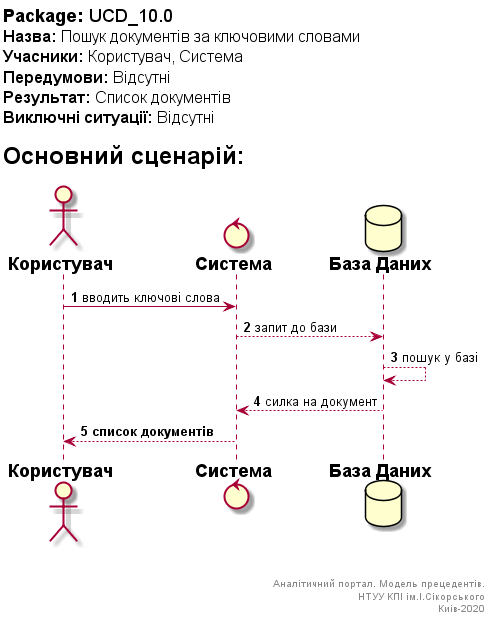 Package: UCD_10.0
Назва: Пошук документів за ключовими словами
Учасники: Користувач, Система
Передумови: Відсутні
Результат: Список документів
Виключні ситуації: Відсутні
Основний сценарій:
Користувач Система База Даних
1 вводить ключові слова
2 запит до бази
3 пошук у базі
4 силка на документ
5 список документів
Користувач Система База Даних
Аналітичний портал. Модель прецедентів.
НТУУ КПІ ім.І.Сікорського
Київ-2020